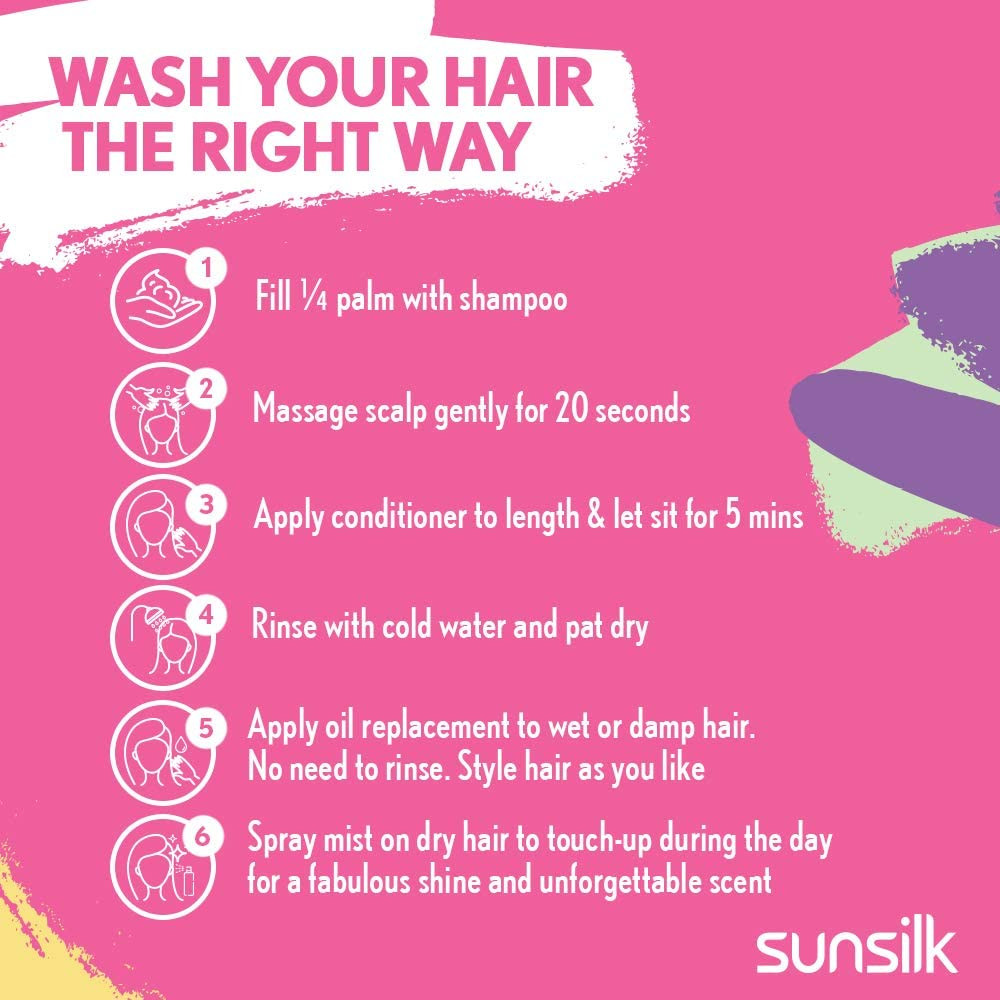 WASH YOUR HAIR
THE RIGHT WAY
1
Fill ¼ palm with shampoo
2
Massage scalp gently for 20 seconds
3
Apply conditioner to length & let sit for 5 mins
4
Rinse with cold water and pat dry
5
Apply oil replacement to wet or damp hair.
No need to rinse. Style hair as you like
6
Spray mist on dry hair to touch-up during the day
for a fabulous shine and unforgettable scent
sunsilk